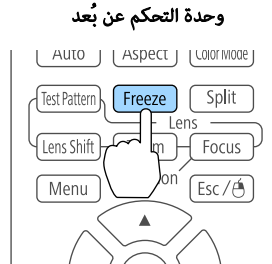 وحدة التحكم عن بُعد
Auto Aspect Color Mode
Test Pattern Freeze Split
Lens
Lens Shift Focus
Menu Esc /